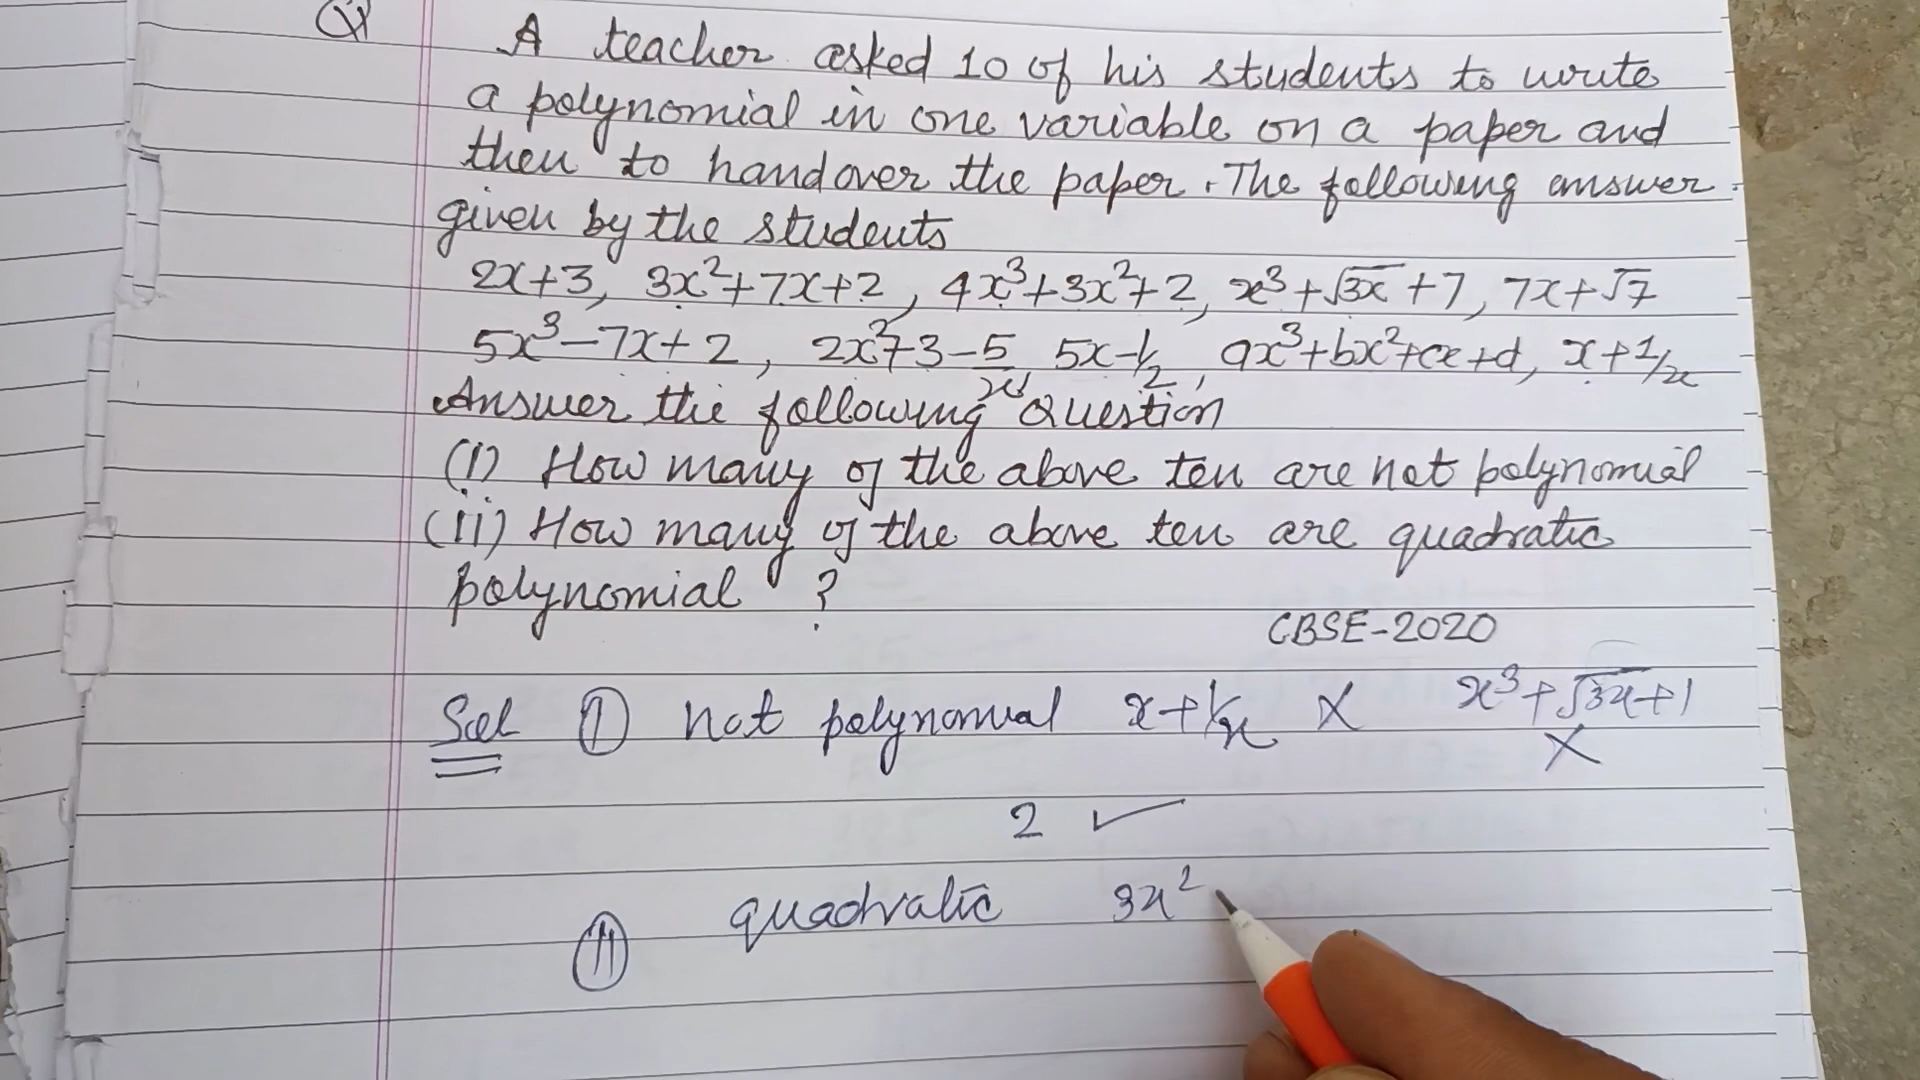 Q
A teacher asked 10 of his students to write
a polynomial in one variable on a paper and
then to handover the paper. The following answer
given by the students
2x+3, 3x²+7x+2, 4x³+3x²+2, x³+√3x+7, 7x+√7
5x³-7x+2, 2x²+3-5/x, 5x-1/2, ax³+bx²+cx+d, x+1/x
Answer the following Question
(i) How many of the above ten are not polynomial
(ii) How many of the above ten are quadratic
polynomial ?
CBSE-2020
Sol ① not polynomial x+1/x X x³+√3x+1
X
2 ✓
② quadratic 3x²